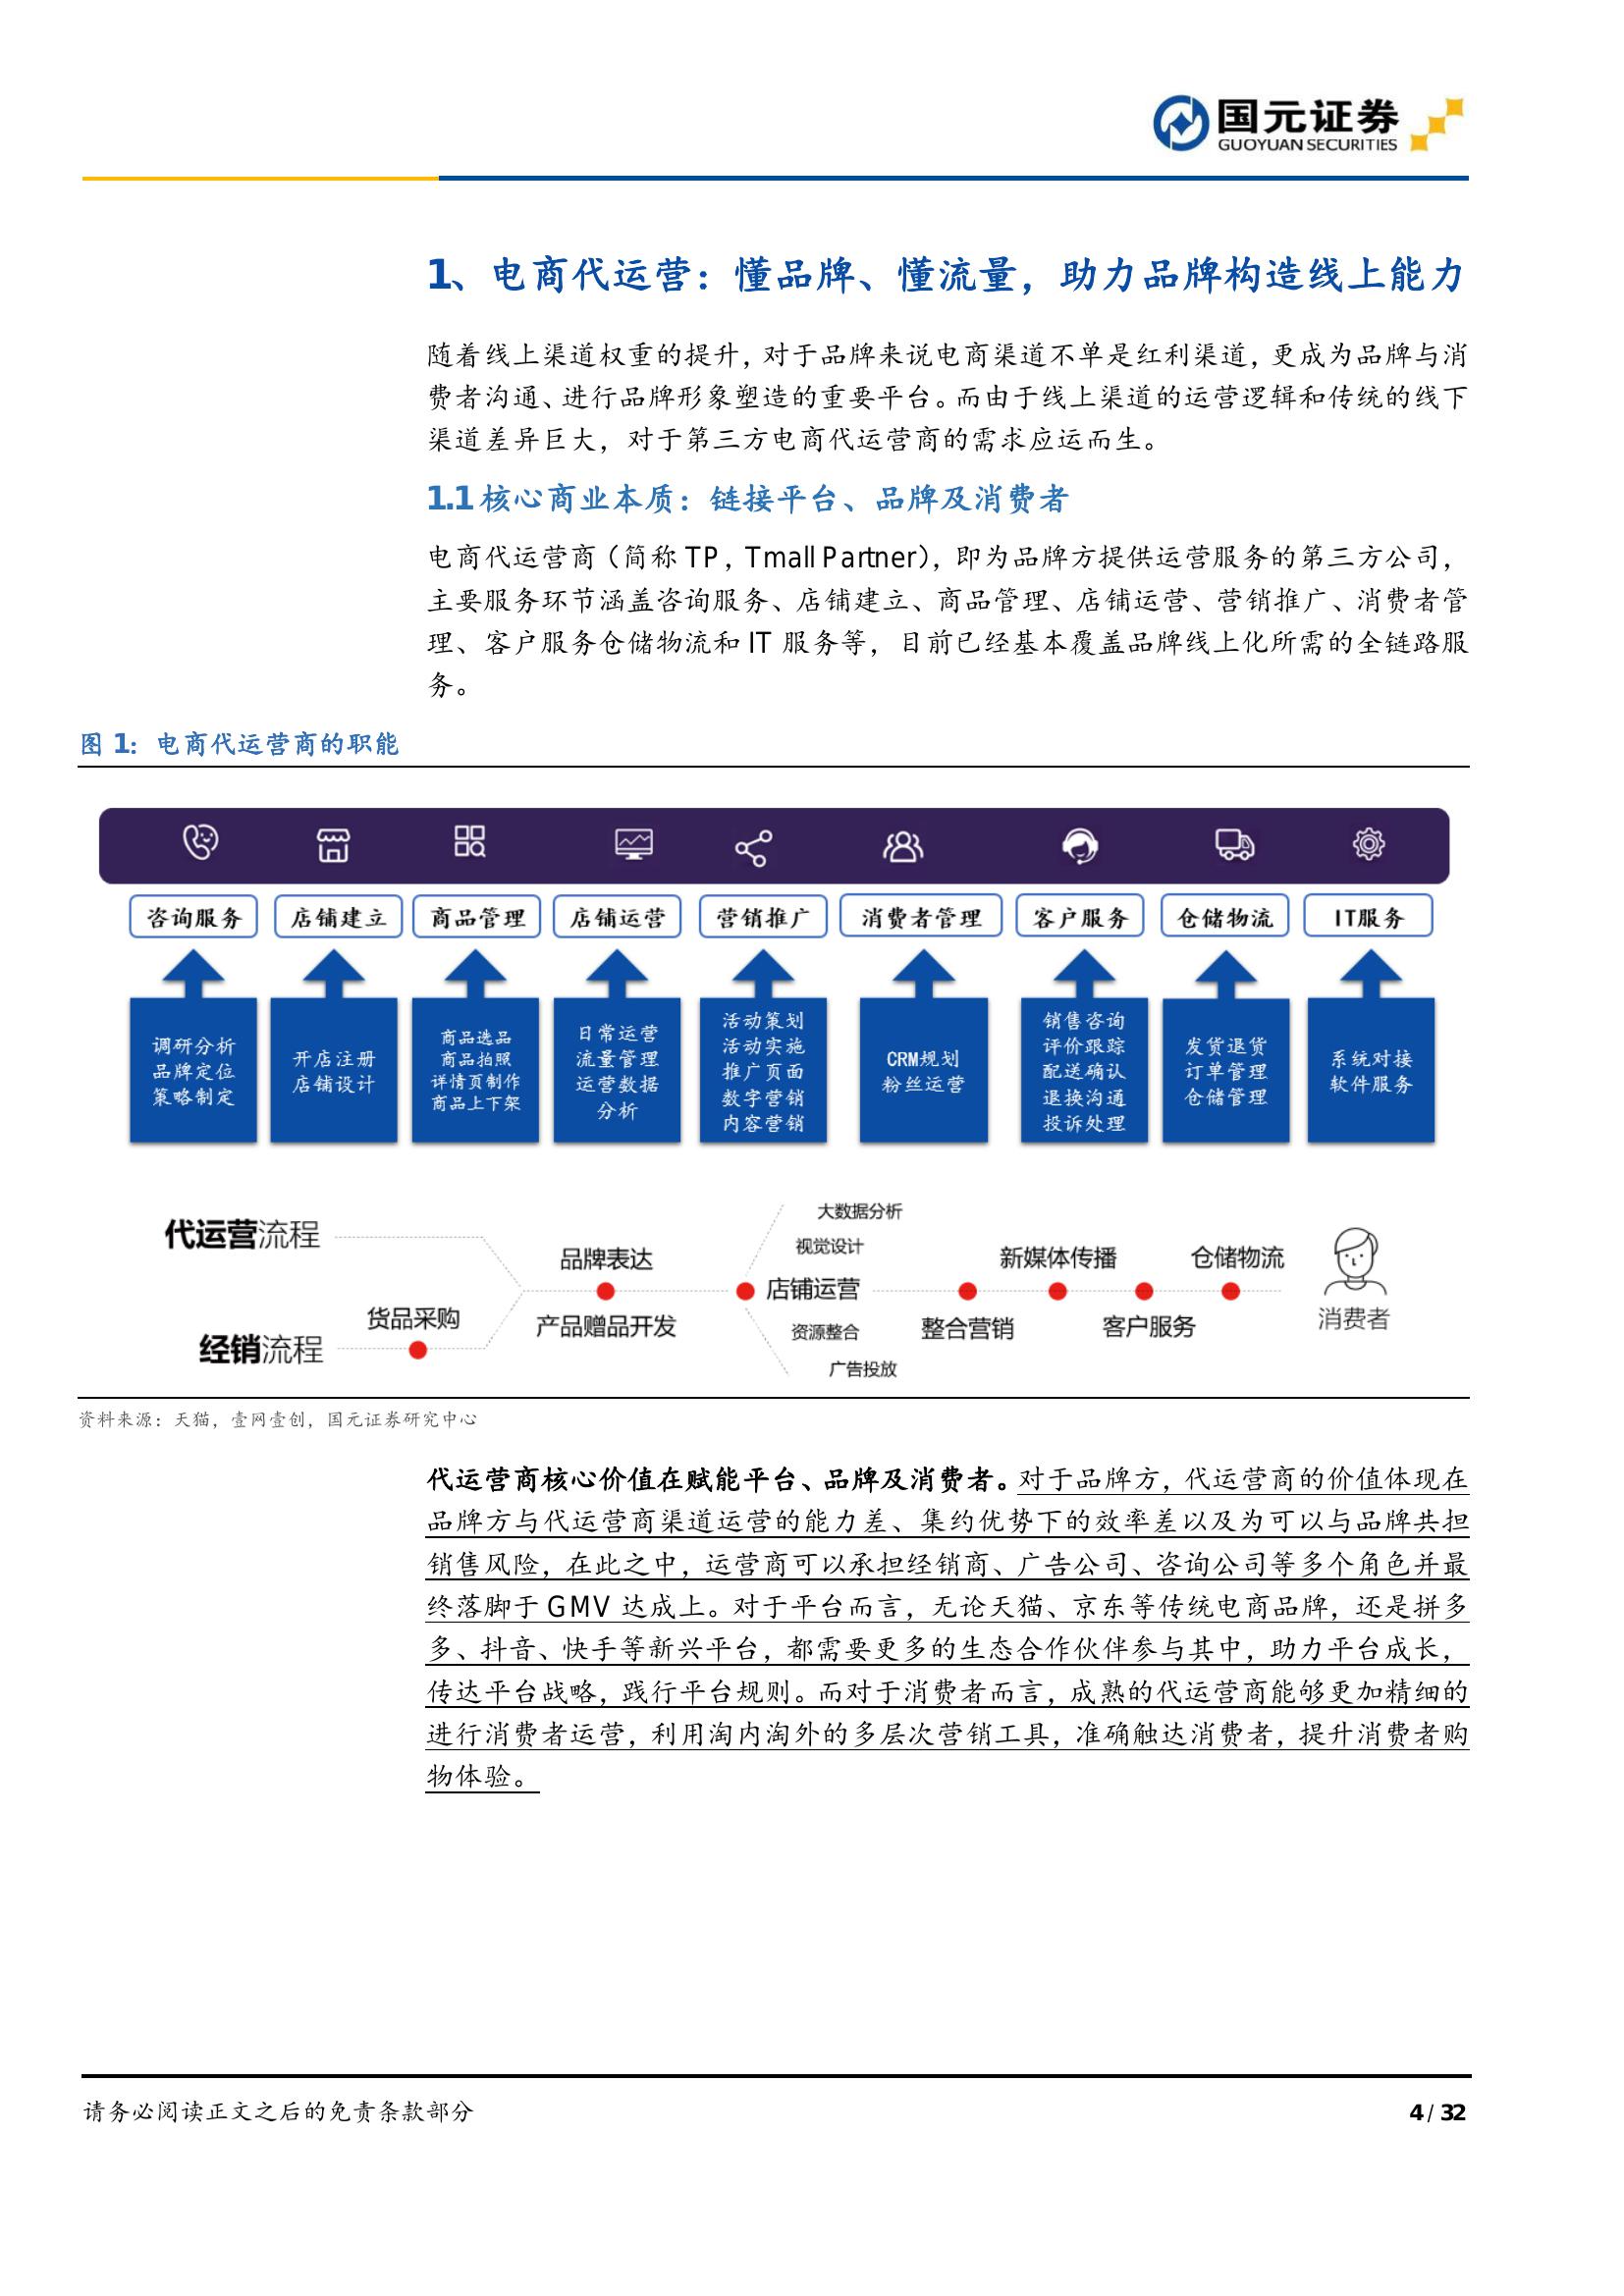 国元证券
GUOYUAN SECURITIES
1、电商代运营：懂品牌、懂流量，助力品牌构造线上能力
随着线上渠道权重的提升，对于品牌来说电商渠道不单是红利渠道，更成为品牌与消
费者沟通、进行品牌形象塑造的重要平台。而由于线上渠道的运营逻辑和传统的线下
渠道差异巨大，对于第三方电商代运营商的需求应运而生。
1.1 核心商业本质：链接平台、品牌及消费者
电商代运营商（简称 TP，Tmall Partner），即为品牌方提供运营服务的第三方公司，
主要服务环节涵盖咨询服务、店铺建立、商品管理、店铺运营、营销推广、消费者管
理、客户服务仓储物流和 IT 服务等，目前已经基本覆盖品牌线上化所需的全链路服
务。
图 1：电商代运营商的职能
咨询服务 店铺建立 商品管理 店铺运营 营销推广 消费者管理 客户服务 仓储物流 IT服务
调研分析
品牌定位
策略制定
开店注册
店铺设计
商品选品
商品拍照
详情页制作
商品上下架
日常运营
流量管理
运营数据
分析
活动策划
活动实施
推广页面
数字营销
内容营销
CRM规划
粉丝运营
销售咨询
评价跟踪
配送确认
退换沟通
投诉处理
发货退货
订单管理
仓储管理
系统对接
软件服务
代运营流程
经销流程
货品采购
品牌表达
产品赠品开发
大数据分析
视觉设计
店铺运营
资源整合
广告投放
整合营销
新媒体传播
客户服务
仓储物流
消费者
资料来源：天猫，壹网壹创，国元证券研究中心
代运营商核心价值在赋能平台、品牌及消费者。对于品牌方，代运营商的价值体现在
品牌方与代运营商渠道运营的能力差、集约优势下的效率差以及为可以与品牌共担
销售风险，在此之中，运营商可以承担经销商、广告公司、咨询公司等多个角色并最
终落脚于 GMV 达成上。对于平台而言，无论天猫、京东等传统电商品牌，还是拼多
多、抖音、快手等新兴平台，都需要更多的生态合作伙伴参与其中，助力平台成长，
传达平台战略，践行平台规则。而对于消费者而言，成熟的代运营商能够更加精细的
进行消费者运营，利用淘内淘外的多层次营销工具，准确触达消费者，提升消费者购
物体验。
请务必阅读正文之后的免责条款部分
4 / 32